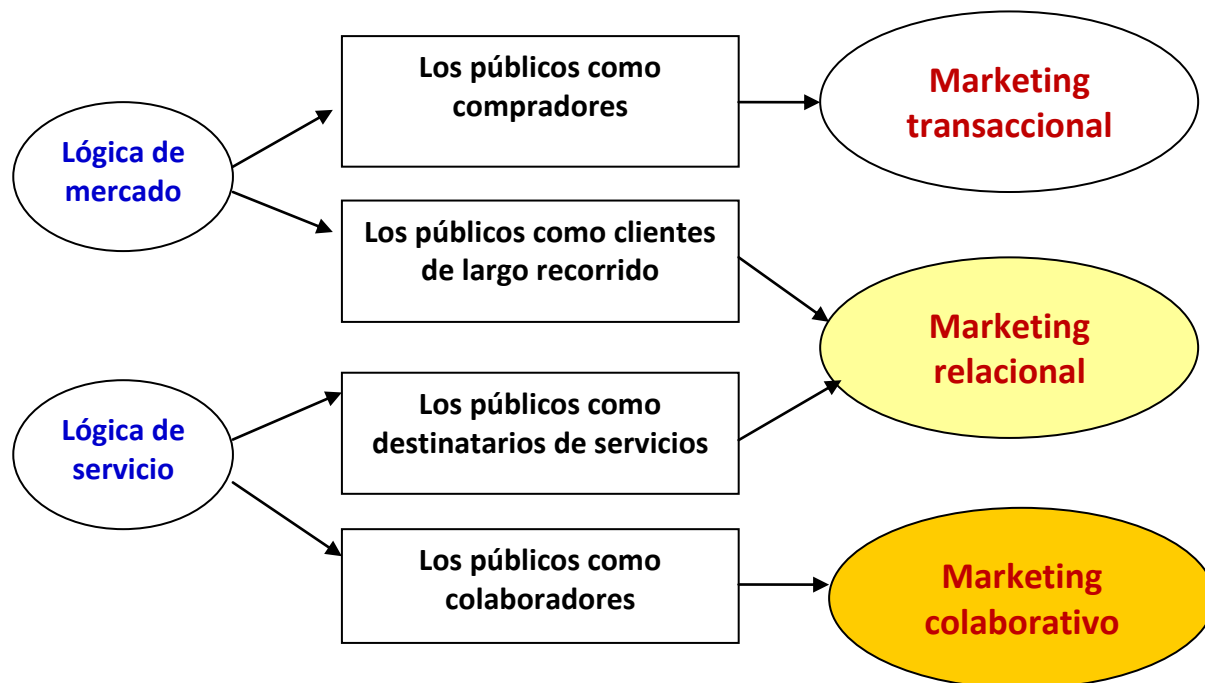 Los públicos como
compradores
Marketing
transaccional
Lógica de
mercado
Los públicos como clientes
de largo recorrido
Marketing
relacional
Los públicos como
destinatarios de servicios
Lógica de
servicio
Los públicos como
colaboradores
Marketing
colaborativo